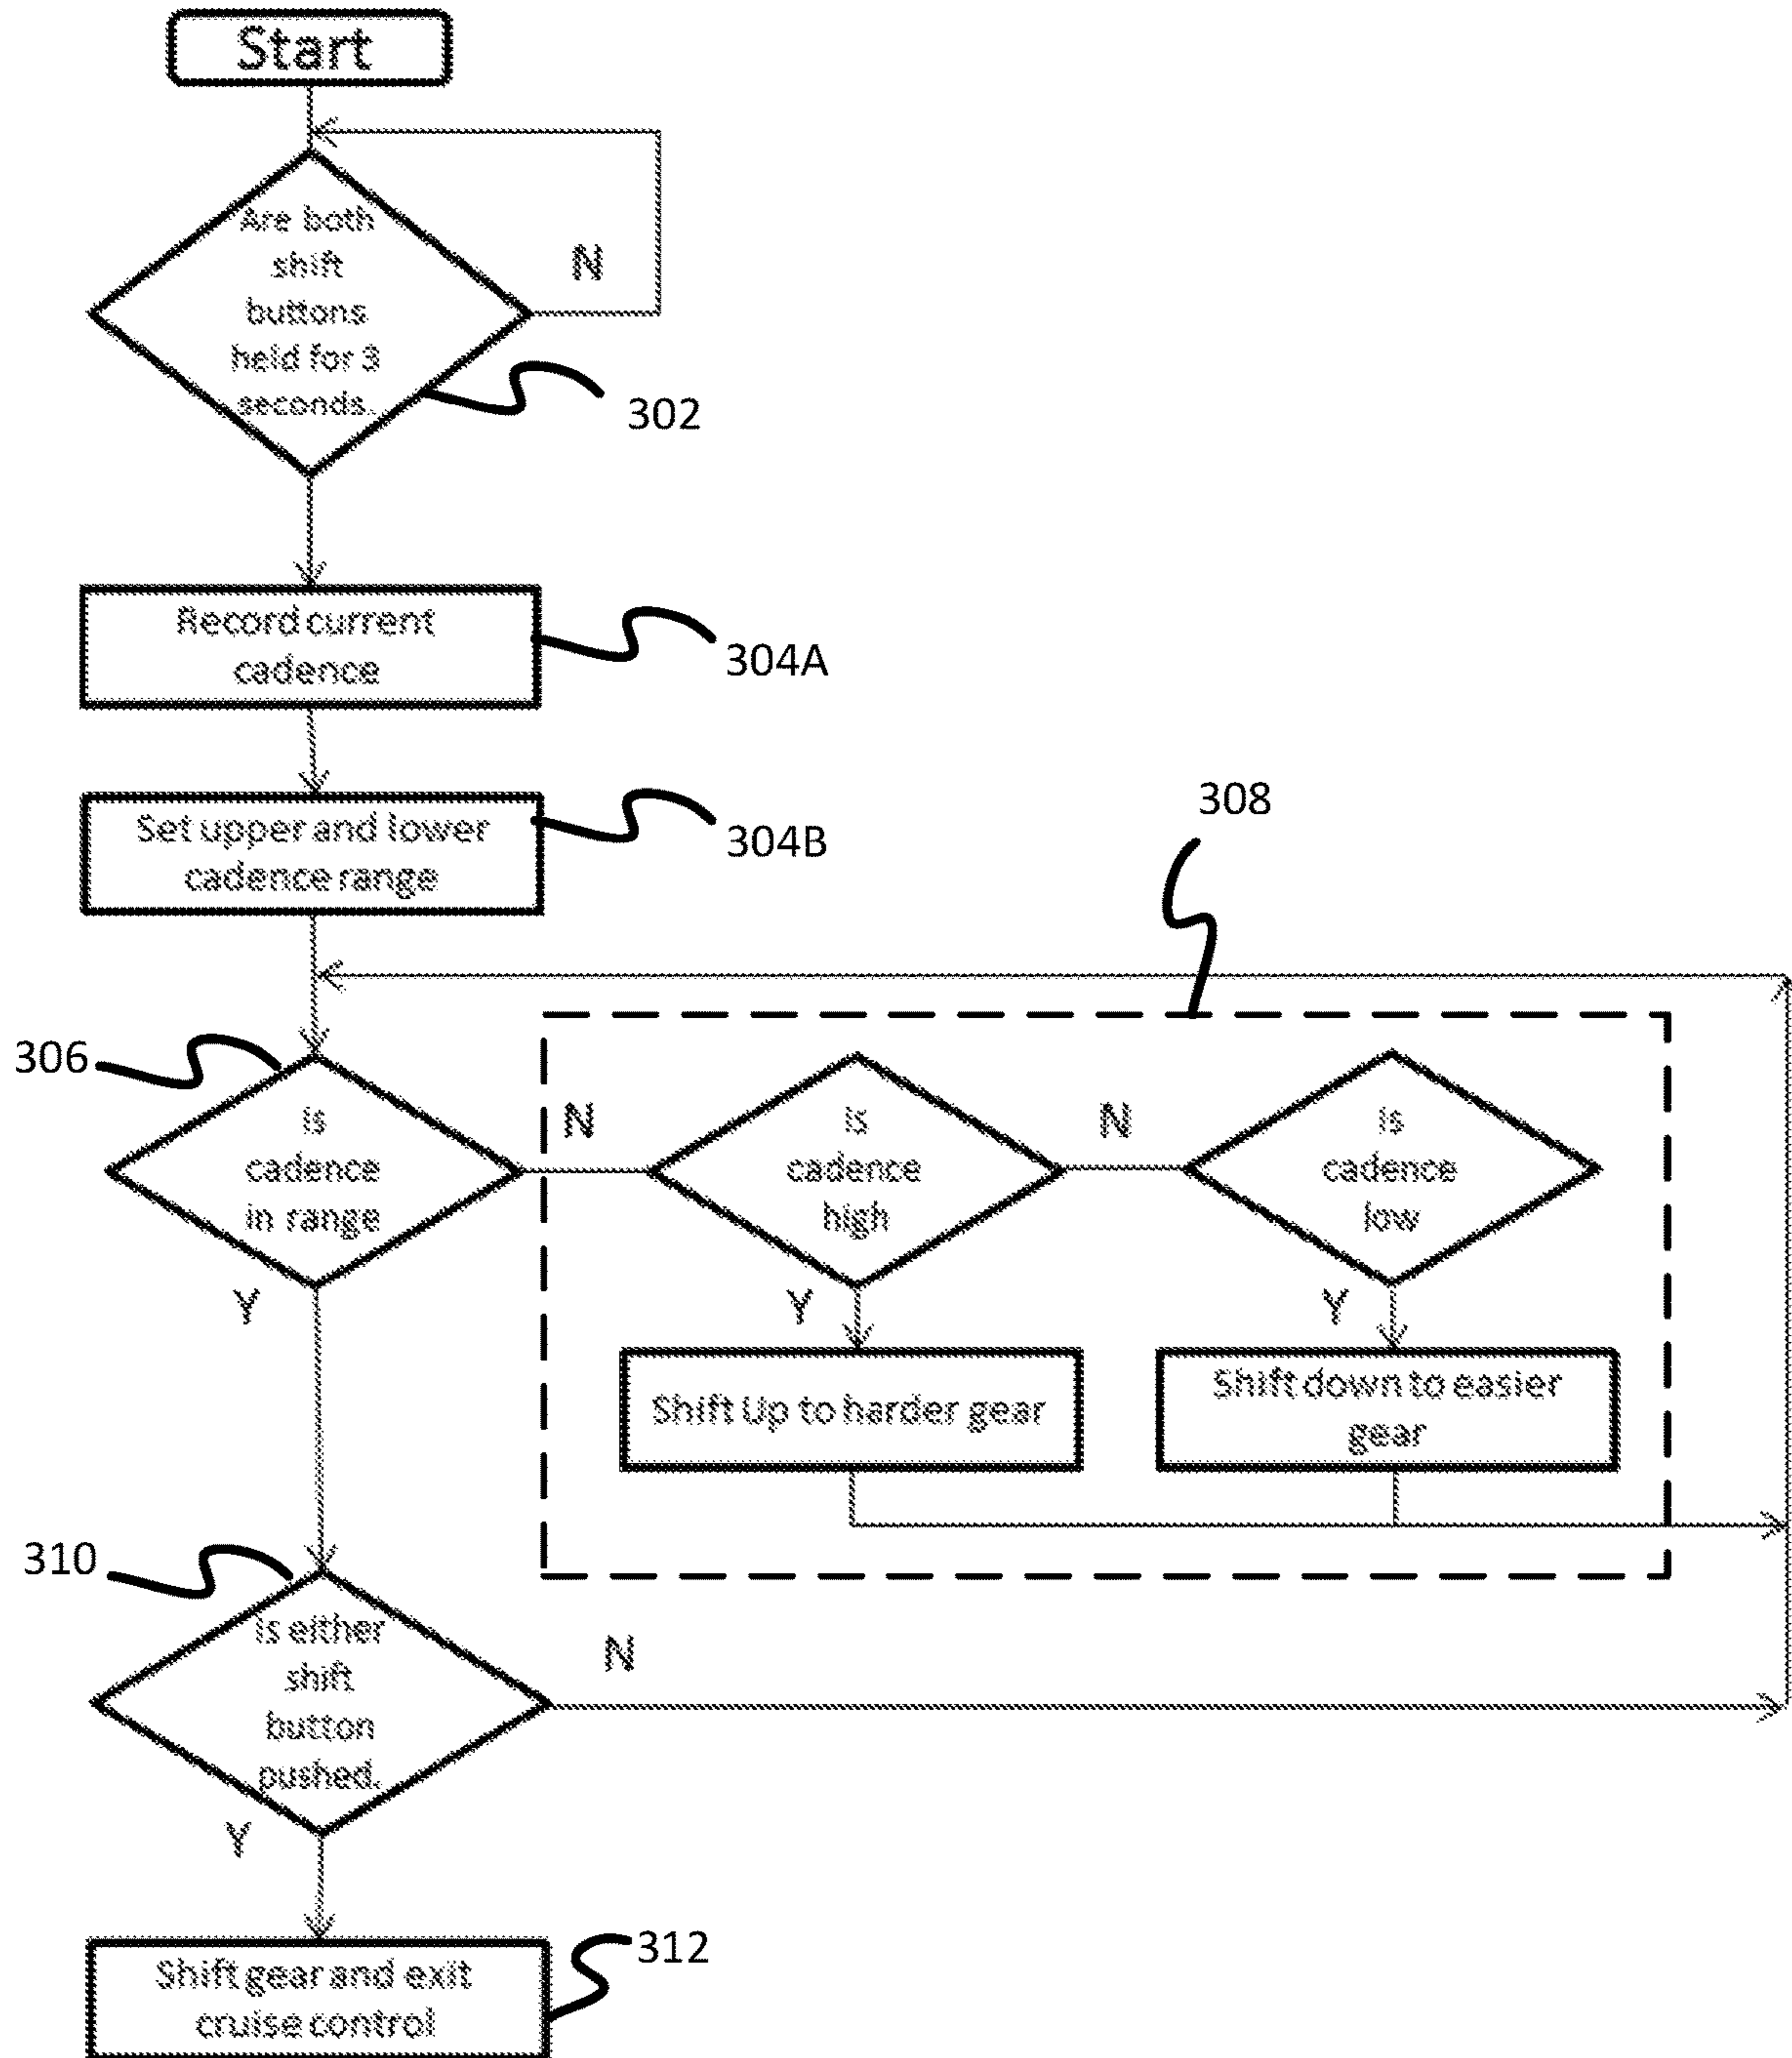 Start
Are both
shift
buttons
held for 3
seconds.
N
302
Record current
cadence
304A
Set upper and lower
cadence range
304B
308
306
is
cadence
in range
N
is
cadence
high
N
is
cadence
low
Y
Y
Y
Shift Up to harder gear
Shift down to easier
gear
310
is either
shift
button
pushed.
N
Y
Shift gear and exit
cruise control
312